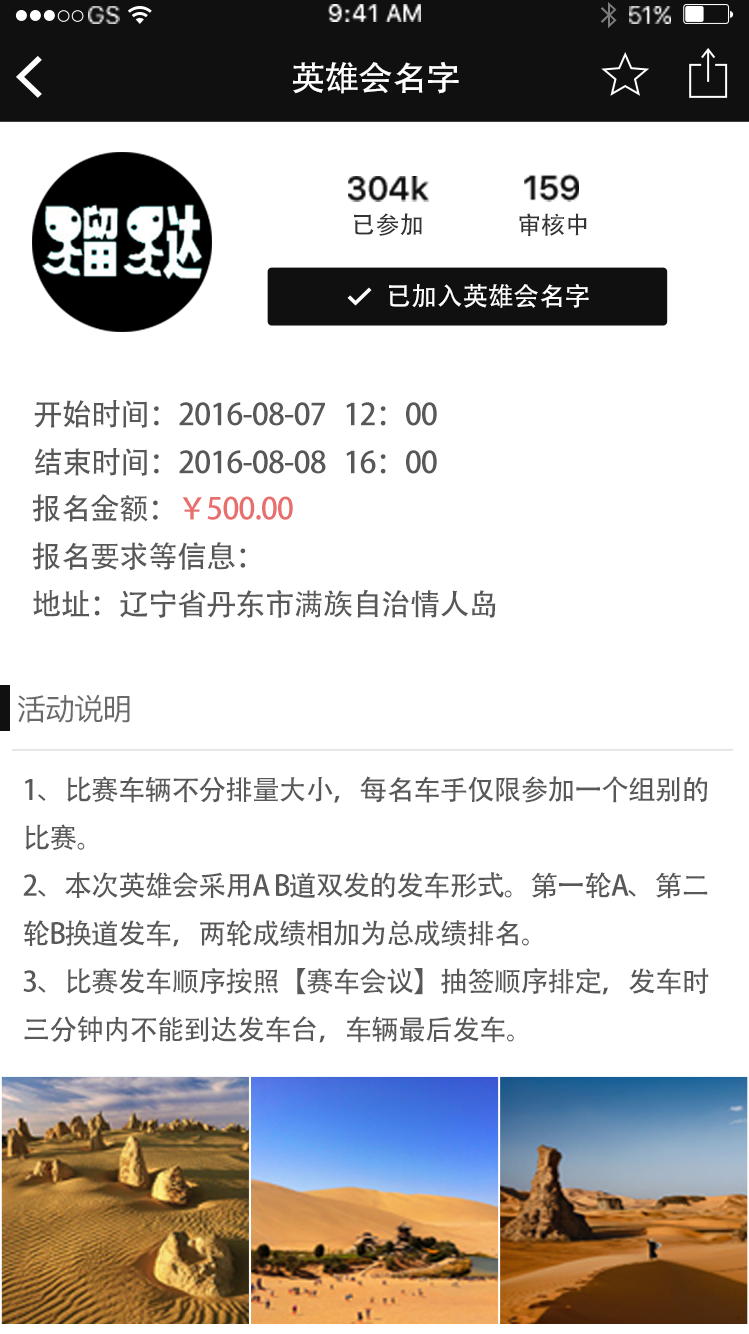 GS 9:41 AM 51%
英雄会名字
蹓跶
304k 159
已参加 审核中
已加入英雄会名字
开始时间：2016-08-07 12：00
结束时间：2016-08-08 16：00
报名金额：￥500.00
报名要求等信息：
地址：辽宁省丹东市满族自治情人岛
活动说明
1、比赛车辆不分排量大小，每名车手仅限参加一个组别的
比赛。
2、本次英雄会采用AB道双发的发车形式。第一轮A、第二
轮B换道发车，两轮成绩相加为总成绩排名。
3、比赛发车顺序按照【赛车会议】抽签顺序排定，发车时
三分钟内不能到达发车台，车辆最后发车。